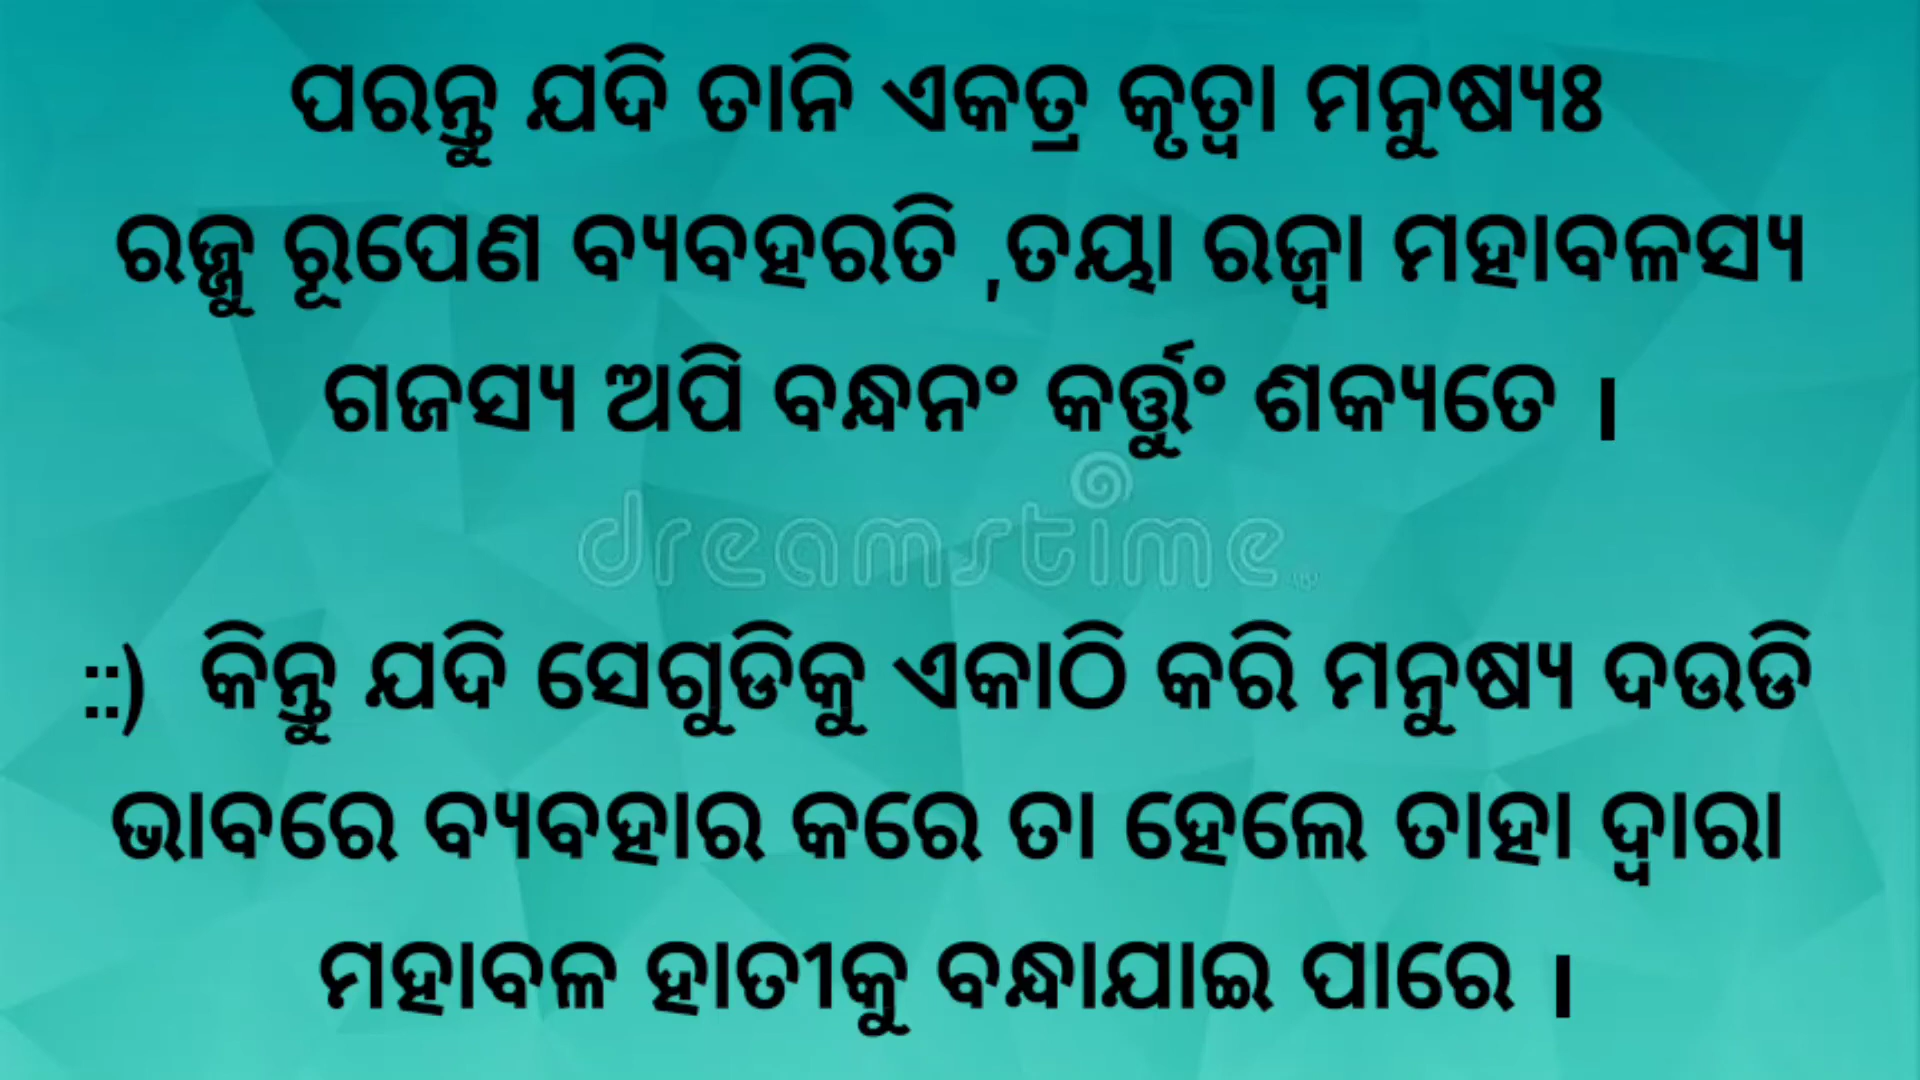 ପରନ୍ତୁ ଯଦି ତାନି ଏକତ୍ର କୃତ୍ୱା ମନୁଷ୍ୟଃ
ରଜ୍ଜୁ ରୂପେଣ ବ୍ୟବହରତି ,ତୟା ରଜ୍ୱା ମହାବଳସ୍ୟ
ଗଜସ୍ୟ ଅପି ବନ୍ଧନଂ କର୍ତ୍ତୁଂ ଶକ୍ୟତେ ।
dreamstime
::) କିନ୍ତୁ ଯଦି ସେଗୁଡିକୁ ଏକାଠି କରି ମନୁଷ୍ୟ ଦଉଡି
ଭାବରେ ବ୍ୟବହାର କରେ ତା ହେଲେ ତାହା ଦ୍ୱାରା
ମହାବଳ ହାତୀକୁ ବନ୍ଧାଯାଇ ପାରେ ।